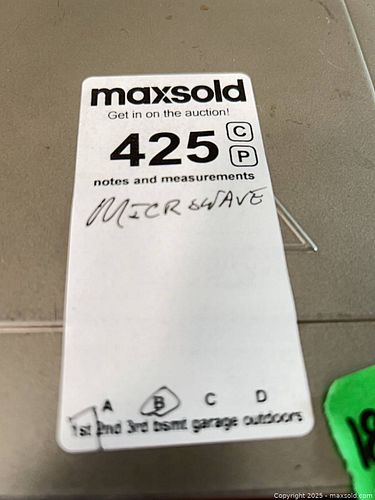 maxsold
Get in on the auction!
425 C
P
notes and measurements
MICROWAVE
A B C D
1st 2nd 3rd bsmt garage outdoors
18
Copyright © 2025 - maxsold.com